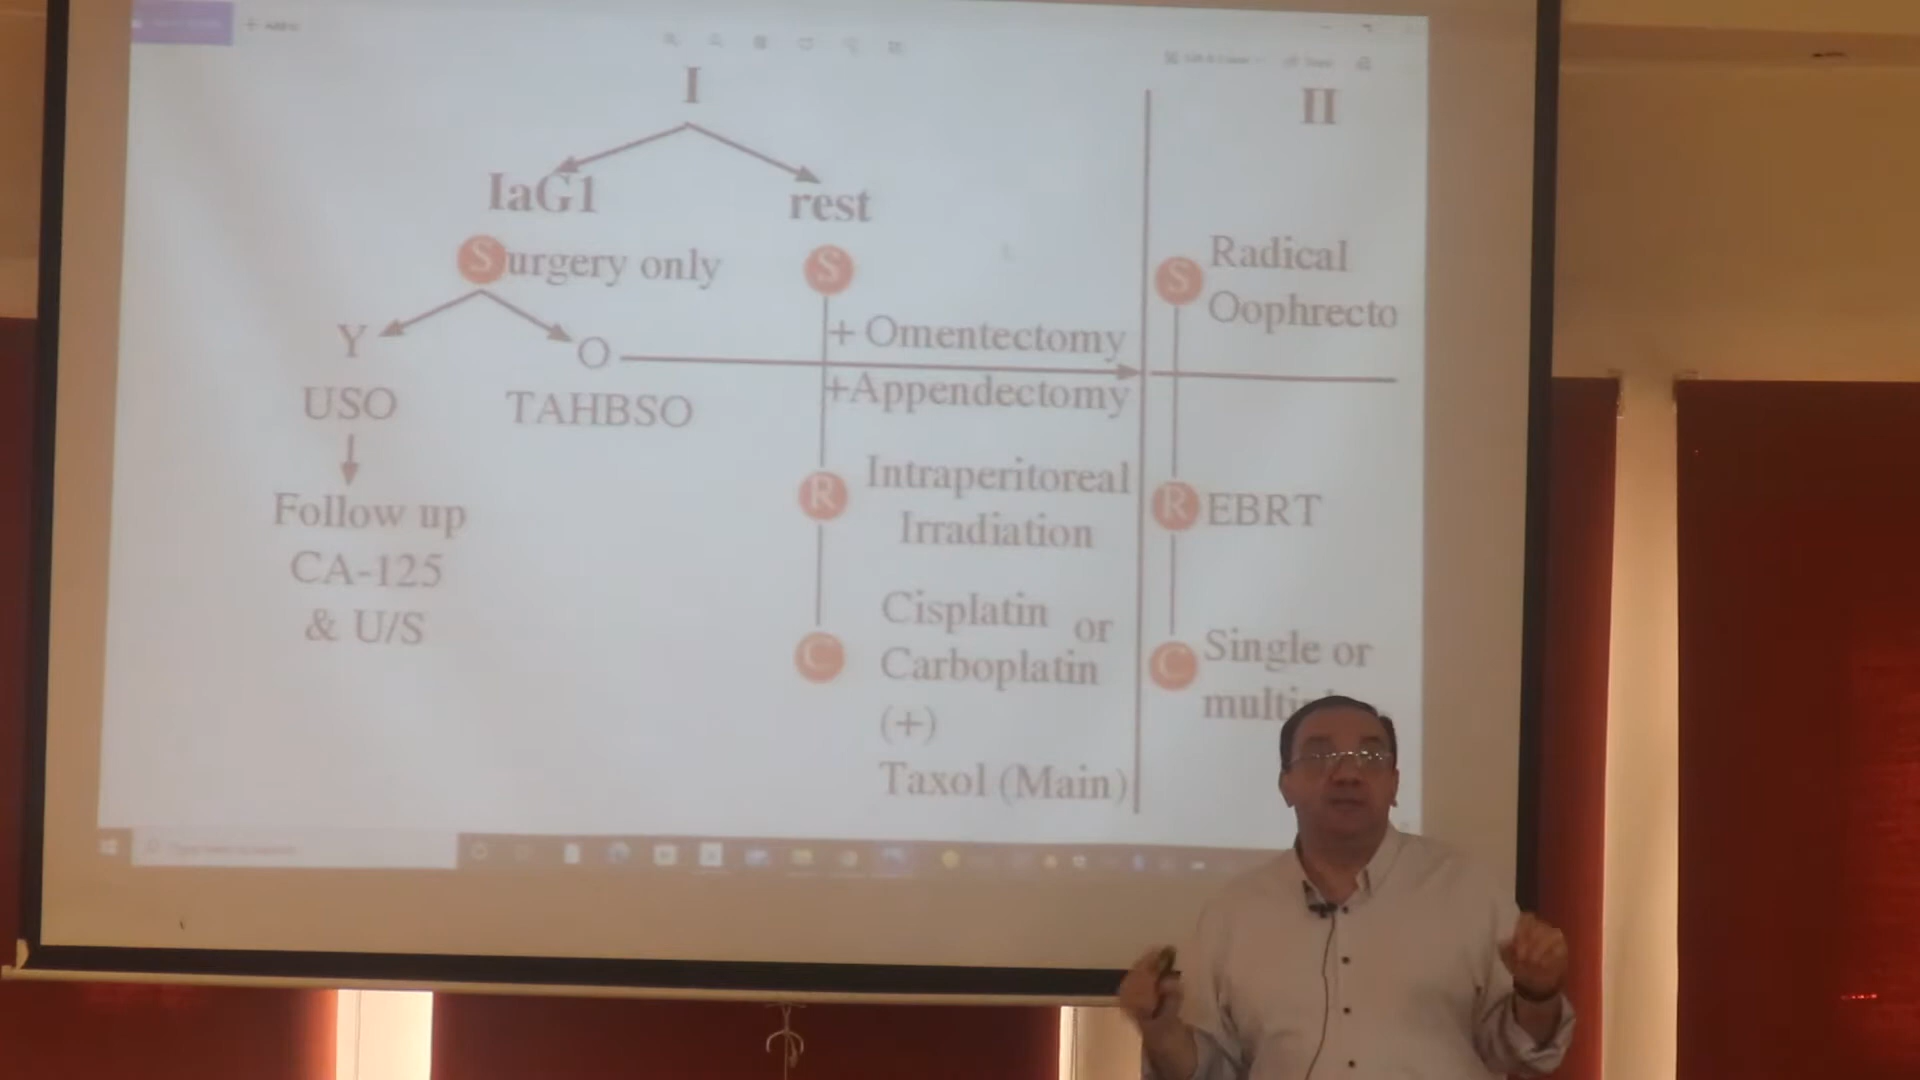 I
II
IaG1
rest
Surgery only
S
S
Radical
Oophrecto
Y
O
+ Omentectomy
USO
TAHBSO
+Appendectomy
Follow up
CA-125
& U/S
R
Intraperitoreal
Irradiation
R
EBRT
C
Cisplatin or
Carboplatin
(+)
Taxol (Main)
C
Single or